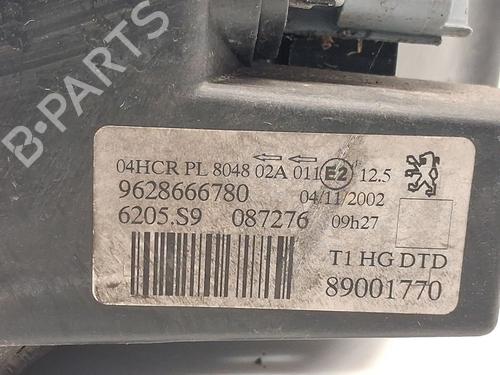 B-PARTS
04HCR PL 8048 02A 011 E2 12.5
9628666780 04/11/2002
6205.S9 087276 09h27
T1 HG DTD
89001770